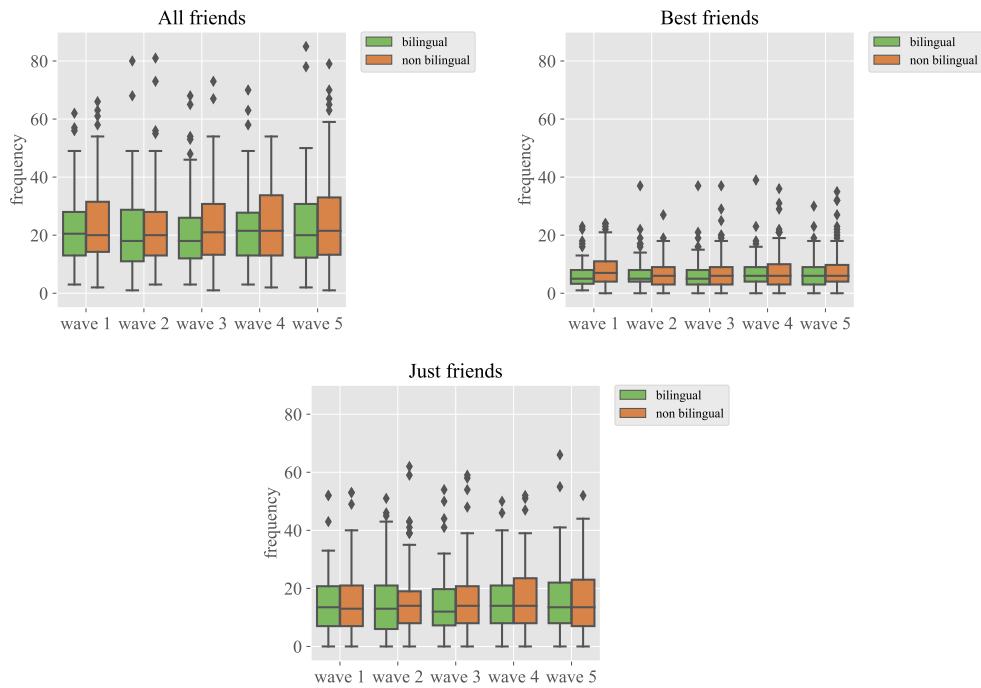 All friends
bilingual
non bilingual
frequency
80
60
40
20
0
wave 1 wave 2 wave 3 wave 4 wave 5
Best friends
bilingual
non bilingual
frequency
80
60
40
20
0
wave 1 wave 2 wave 3 wave 4 wave 5
Just friends
bilingual
non bilingual
frequency
80
60
40
20
0
wave 1 wave 2 wave 3 wave 4 wave 5